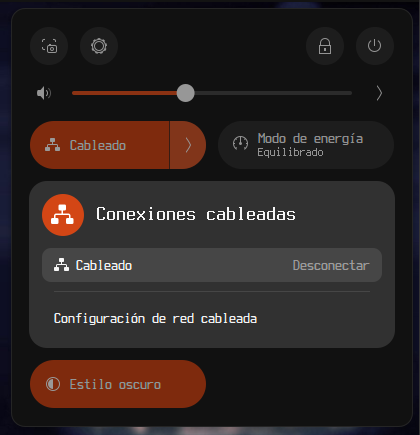 Cableado
Modo de energía
Equilibrado
Conexiones cableadas
Cableado Desconectar
Configuración de red cableada
Estilo oscuro